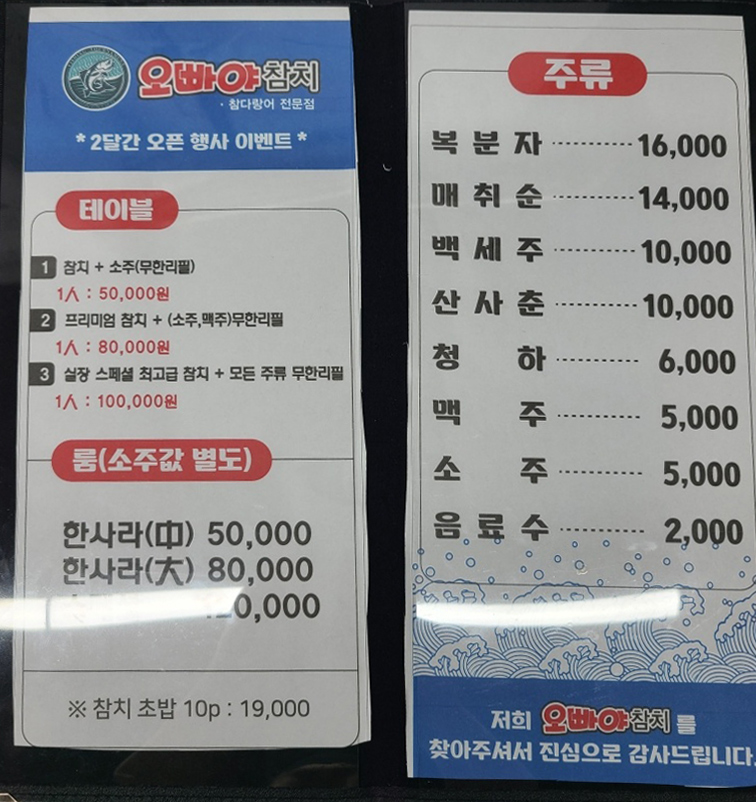 오빠야참치
· 참다랑어 전문점
* 2달간 오픈 행사 이벤트 *
테이블
1 참치 + 소주(무한리필)
1人 : 50,000원
2 프리미엄 참치 + (소주,맥주)무한리필
1人 : 80,000원
3 실장 스페셜 최고급 참치 + 모든 주류 무한리필
1人 : 100,000원
룸(소주값 별도)
한사라(中) 50,000
한사라(大) 80,000
※ 참치 초밥 10p : 19,000
주류
복분자 ············ 16,000
매취순 ············ 14,000
백세주 ············ 10,000
산사춘 ············ 10,000
청하 ············ 6,000
맥주 ············ 5,000
소주 ············ 5,000
음료수 ············ 2,000
저희 오빠야참치 를
찾아주셔서 진심으로 감사드립니다.